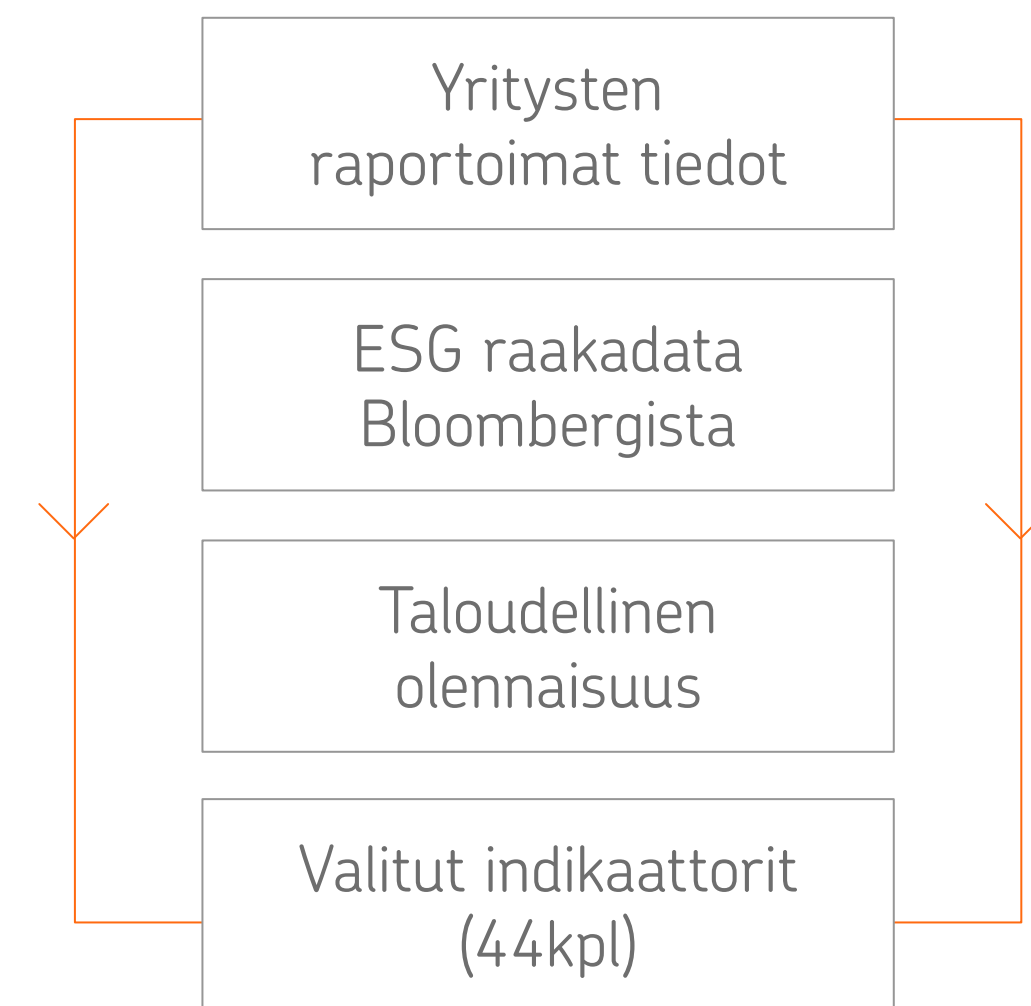 Yritysten
raportoimat tiedot
ESG raakadata
Bloombergista
Taloudellinen
olennaisuus
Valitut indikaattorit
(44kpl)